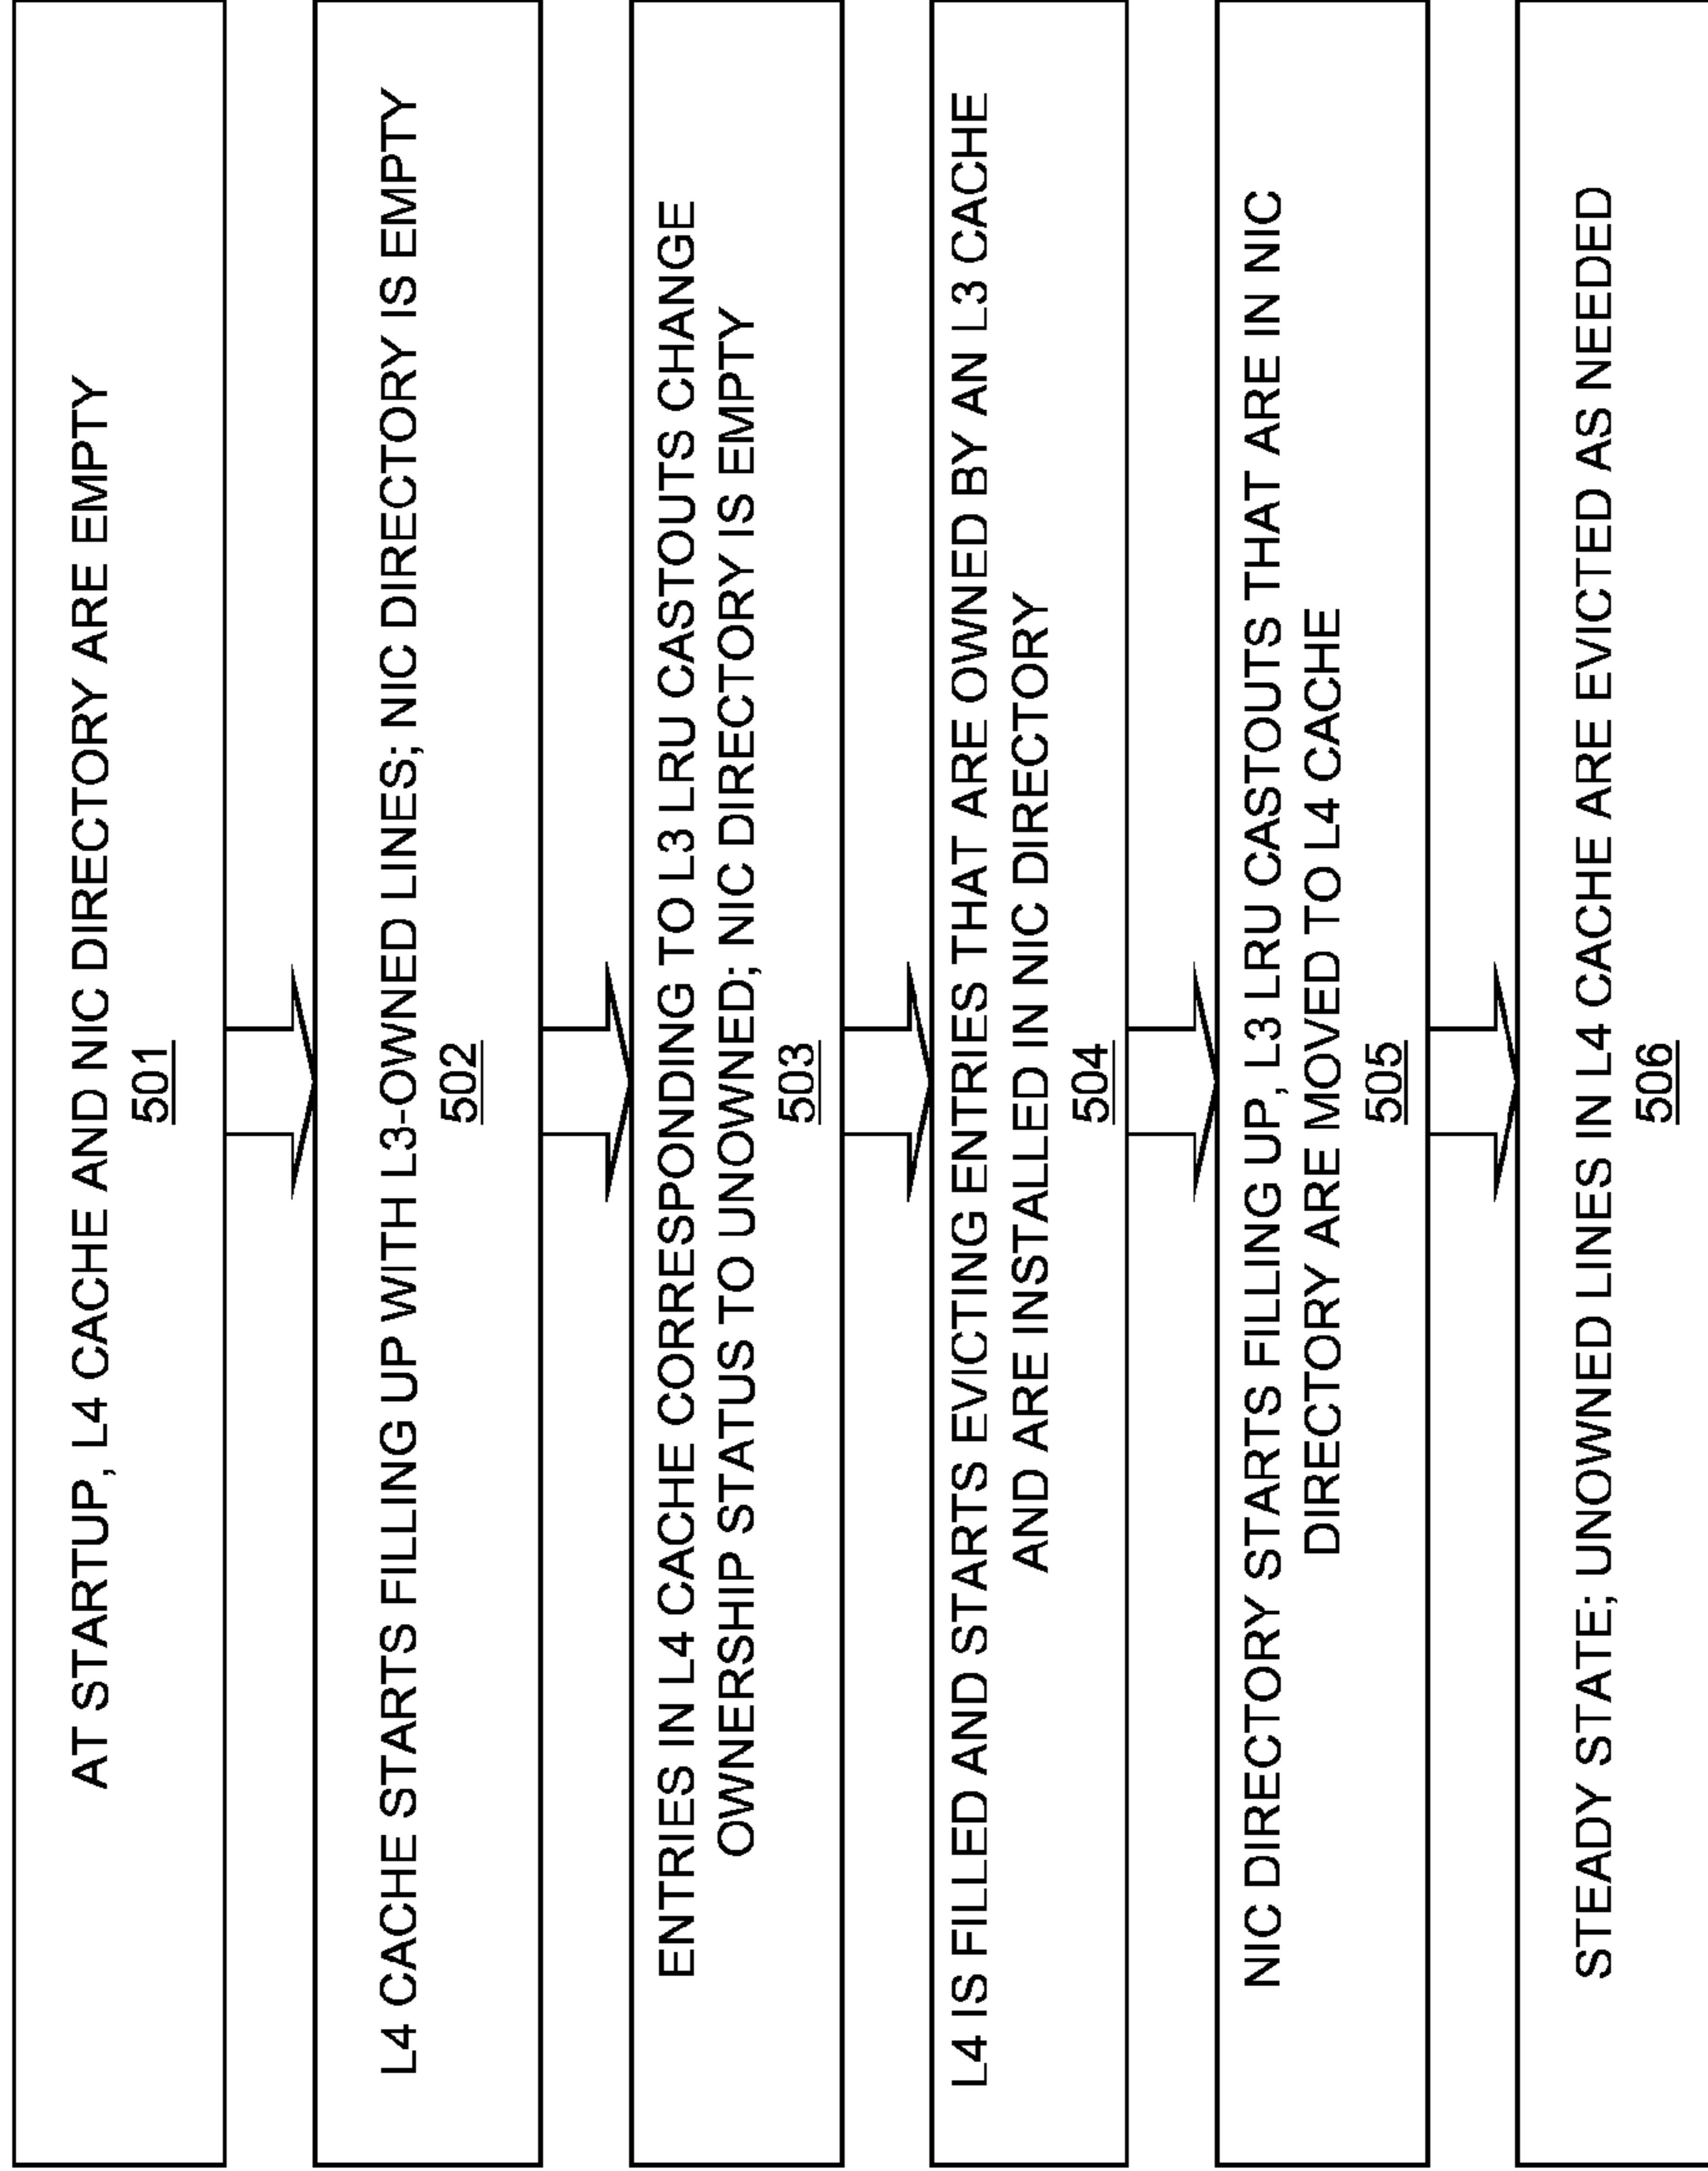 AT STARTUP, L4 CACHE AND NIC DIRECTORY ARE EMPTY
501
L4 CACHE STARTS FILLING UP WITH L3-OWNED LINES; NIC DIRECTORY IS EMPTY
502
ENTRIES IN L4 CACHE CORRESPONDING TO L3 LRU CASTOUTS CHANGE
OWNERSHIP STATUS TO UNOWNED; NIC DIRECTORY IS EMPTY
503
L4 IS FILLED AND STARTS EVICTING ENTRIES THAT ARE OWNED BY AN L3 CACHE
AND ARE INSTALLED IN NIC DIRECTORY
504
NIC DIRECTORY STARTS FILLING UP, L3 LRU CASTOUTS THAT ARE IN NIC
DIRECTORY ARE MOVED TO L4 CACHE
505
STEADY STATE; UNOWNED LINES IN L4 CACHE ARE EVICTED AS NEEDED
506